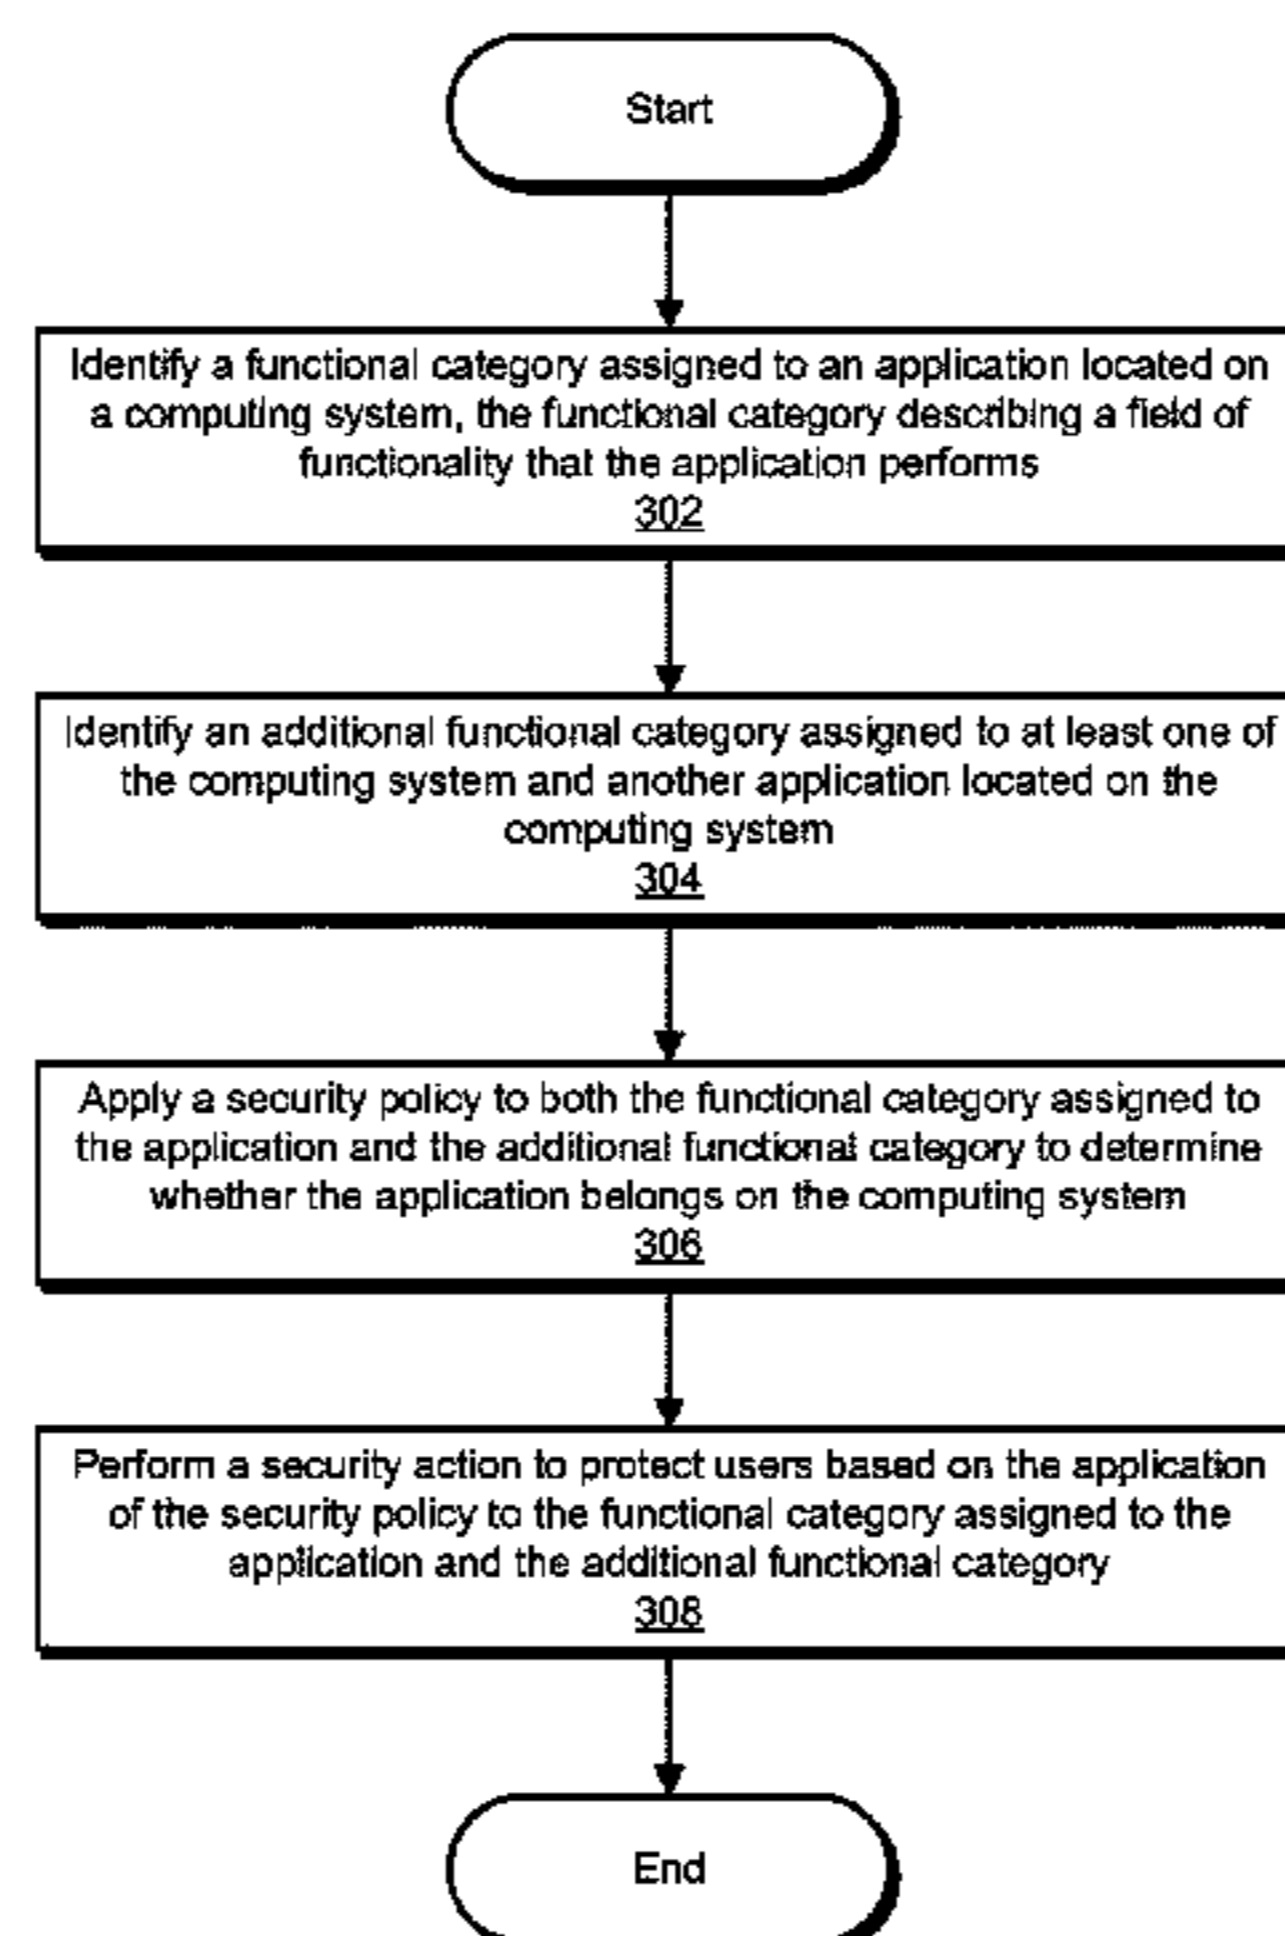 Start
Identify a functional category assigned to an application located on
a computing system, the functional category describing a field of
functionality that the application performs
302
Identify an additional functional category assigned to at least one of
the computing system and another application located on the
computing system
304
Apply a security policy to both the functional category assigned to
the application and the additional functional category to determine
whether the application belongs on the computing system
306
Perform a security action to protect users based on the application
of the security policy to the functional category assigned to the
application and the additional functional category
308
End